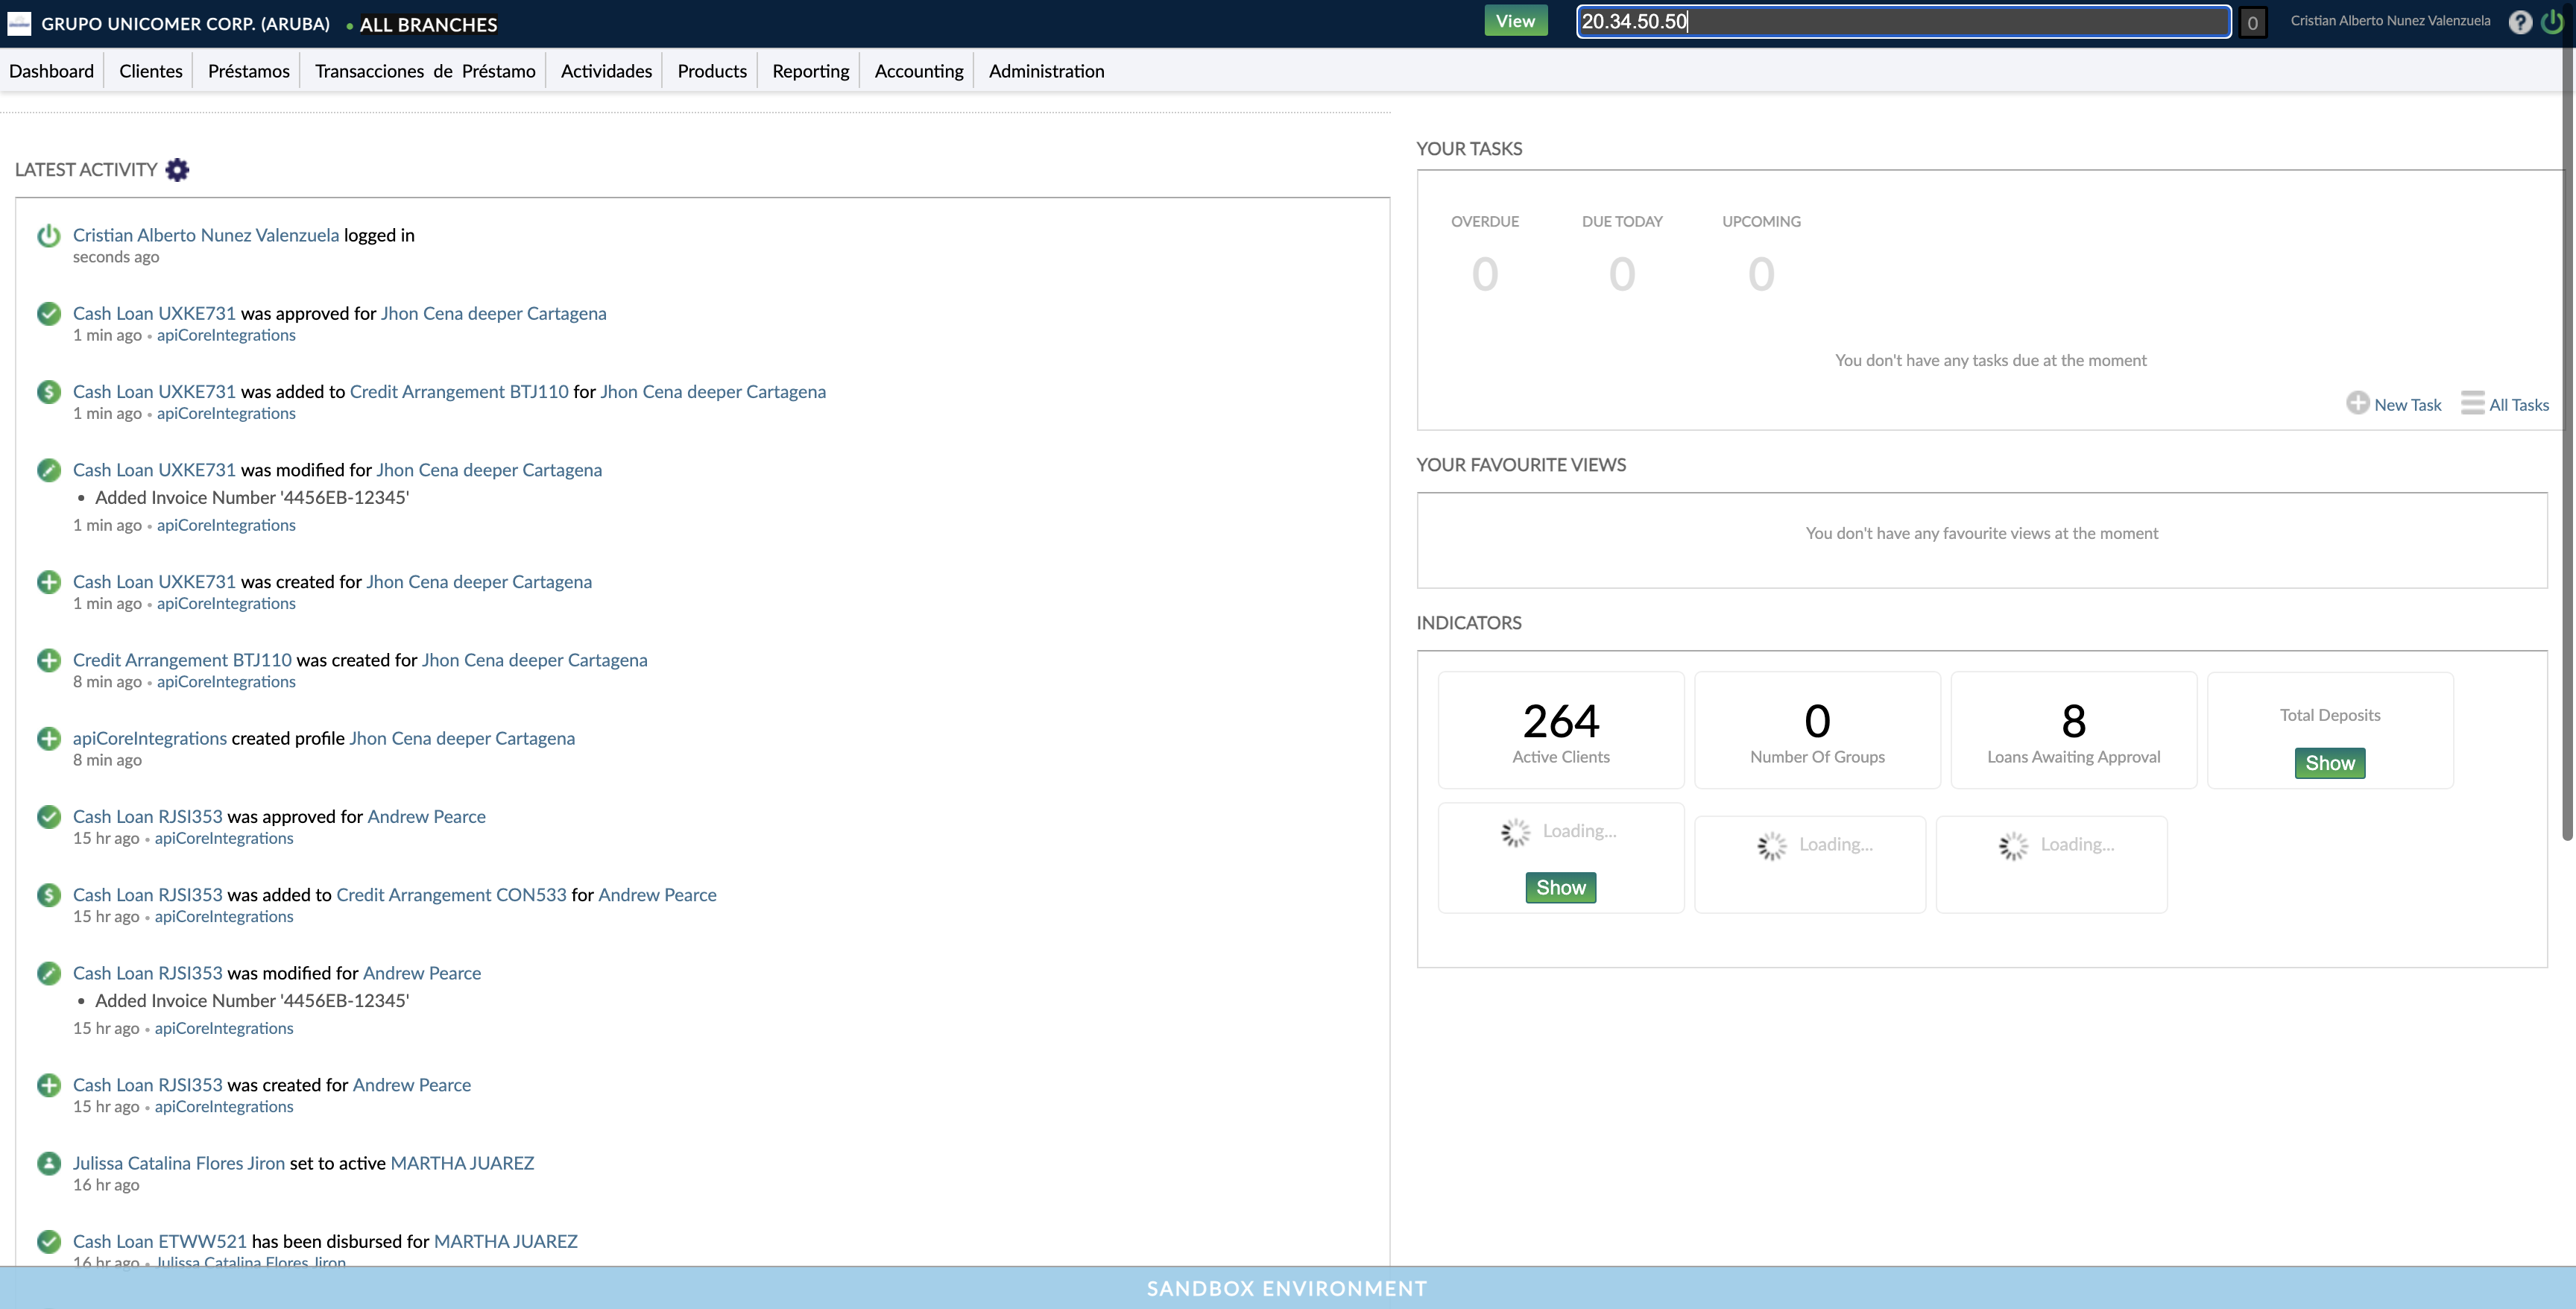 GRUPO UNICOMER CORP. (ARUBA) • ALL BRANCHES
View
20.34.50.50
0
Cristian Alberto Nunez Valenzuela
?
Dashboard
Clientes
Préstamos
Transacciones de Préstamo
Actividades
Products
Reporting
Accounting
Administration
LATEST ACTIVITY
Cristian Alberto Nunez Valenzuela logged in
seconds ago
Cash Loan UXKE731 was approved for Jhon Cena deeper Cartagena
1 min ago • apiCoreIntegrations
Cash Loan UXKE731 was added to Credit Arrangement BTJ110 for Jhon Cena deeper Cartagena
1 min ago • apiCoreIntegrations
Cash Loan UXKE731 was modified for Jhon Cena deeper Cartagena
• Added Invoice Number '4456EB-12345'
1 min ago • apiCoreIntegrations
Cash Loan UXKE731 was created for Jhon Cena deeper Cartagena
1 min ago • apiCoreIntegrations
Credit Arrangement BTJ110 was created for Jhon Cena deeper Cartagena
8 min ago • apiCoreIntegrations
apiCoreIntegrations created profile Jhon Cena deeper Cartagena
8 min ago
Cash Loan RJSI353 was approved for Andrew Pearce
15 hr ago • apiCoreIntegrations
Cash Loan RJSI353 was added to Credit Arrangement CON533 for Andrew Pearce
15 hr ago • apiCoreIntegrations
Cash Loan RJSI353 was modified for Andrew Pearce
• Added Invoice Number '4456EB-12345'
15 hr ago • apiCoreIntegrations
Cash Loan RJSI353 was created for Andrew Pearce
15 hr ago • apiCoreIntegrations
Julissa Catalina Flores Jiron set to active MARTHA JUAREZ
16 hr ago
Cash Loan ETWW521 has been disbursed for MARTHA JUAREZ
16 hr ago • Julissa Catalina Flores Jiron
YOUR TASKS
OVERDUE
DUE TODAY
UPCOMING
0
0
0
You don't have any tasks due at the moment
New Task
All Tasks
YOUR FAVOURITE VIEWS
You don't have any favourite views at the moment
INDICATORS
264
Active Clients
0
Number Of Groups
8
Loans Awaiting Approval
Total Deposits
Show
Loading...
Show
Loading...
Loading...
SANDBOX ENVIRONMENT